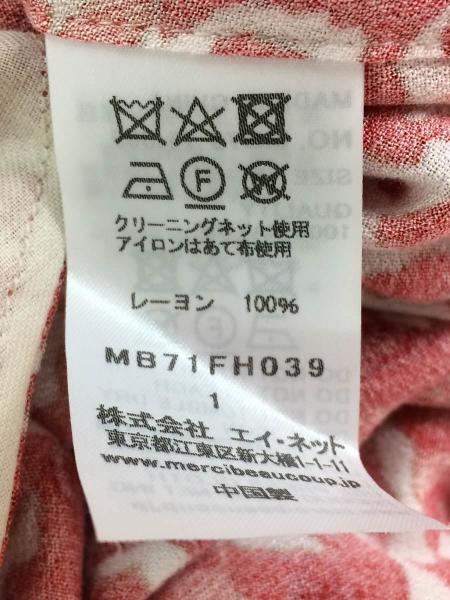 F
W
クリーニングネット使用
アイロンはあて布使用
レーヨン 100%
MB71FH039
1
株式会社 エイ・ネット
東京都江東区新大橋1-1-11
www.mercibeaucoup.jp/
中国製